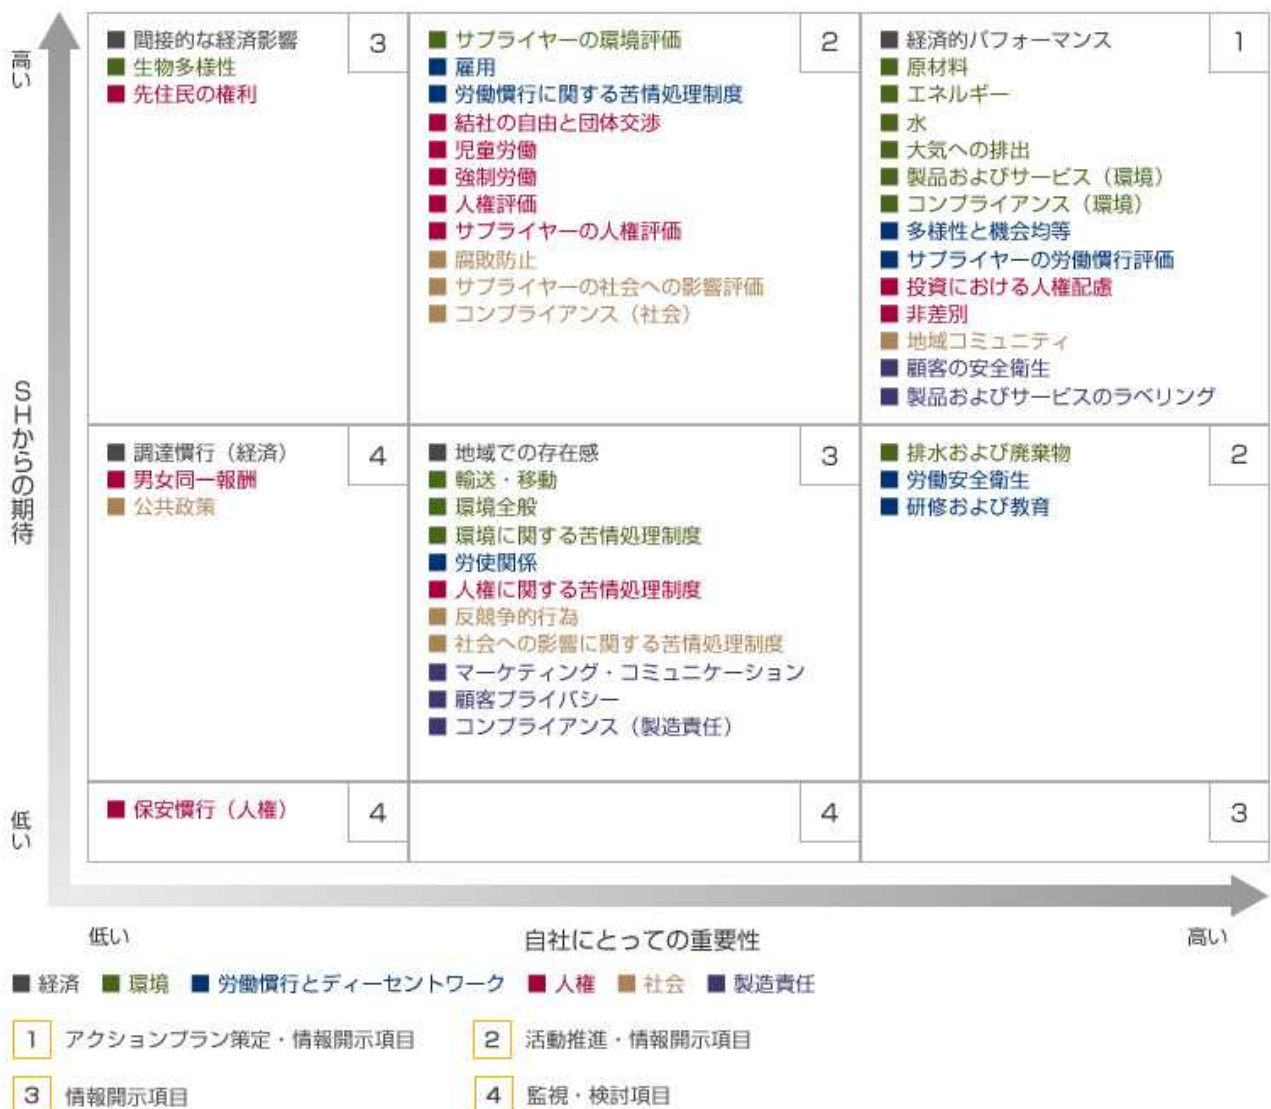 高い
間接的な経済影響
生物多様性
先住民の権利
3
サプライヤーの環境評価
雇用
労働慣行に関する苦情処理制度
結社の自由と団体交渉
児童労働
強制労働
人権評価
サプライヤーの人権評価
腐敗防止
サプライヤーの社会への影響評価
コンプライアンス（社会）
2
経済的パフォーマンス
原材料
エネルギー
水
大気への排出
製品およびサービス（環境）
コンプライアンス（環境）
多様性と機会均等
サプライヤーの労働慣行評価
投資における人権配慮
非差別
地域コミュニティ
顧客の安全衛生
製品およびサービスのラベリング
1
SHからの期待
調達慣行（経済）
男女同一報酬
公共政策
4
地域での存在感
輸送・移動
環境全般
環境に関する苦情処理制度
労使関係
人権に関する苦情処理制度
反競争的行為
社会への影響に関する苦情処理制度
マーケティング・コミュニケーション
顧客プライバシー
コンプライアンス（製造責任）
3
排水および廃棄物
労働安全衛生
研修および教育
2
低い
保安慣行（人権）
4
4
3
低い
自社にとっての重要性
高い
経済 環境 労働慣行とディーセントワーク 人権 社会 製造責任
1 アクションプラン策定・情報開示項目
2 活動推進・情報開示項目
3 情報開示項目
4 監視・検討項目